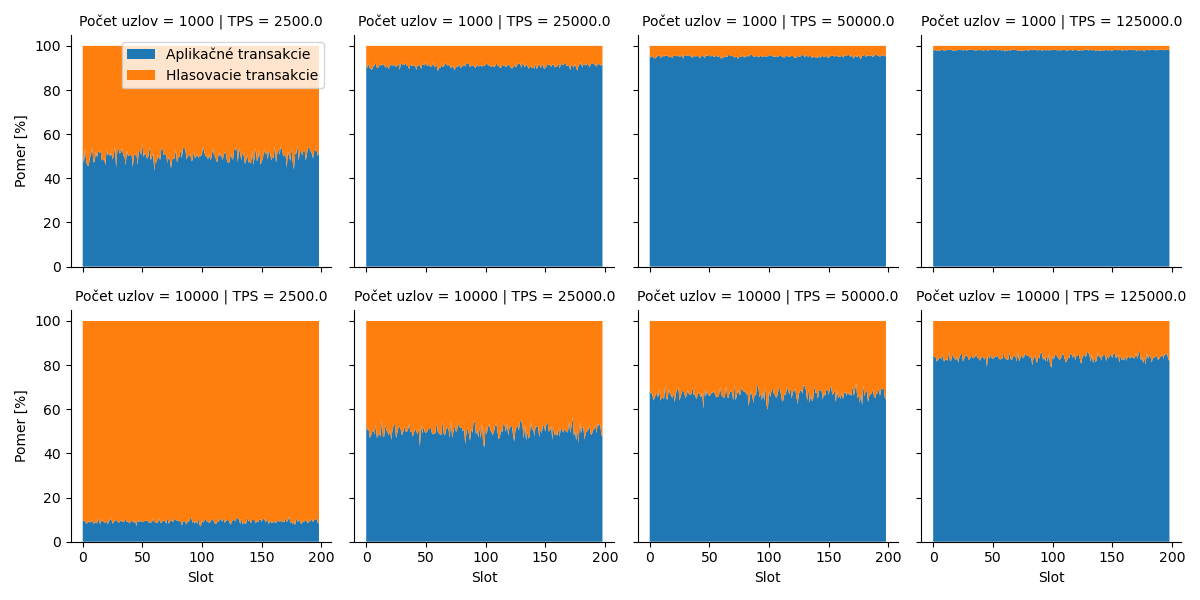 Počet uzlov = 1000 | TPS = 2500.0
Počet uzlov = 1000 | TPS = 25000.0
Počet uzlov = 1000 | TPS = 50000.0
Počet uzlov = 1000 | TPS = 125000.0
Pomer [%]
100
80
60
40
20
0
Aplikačné transakcie
Hlasovacie transakcie
Počet uzlov = 10000 | TPS = 2500.0
Počet uzlov = 10000 | TPS = 25000.0
Počet uzlov = 10000 | TPS = 50000.0
Počet uzlov = 10000 | TPS = 125000.0
Pomer [%]
100
80
60
40
20
0
0 50 100 150 200
0 50 100 150 200
0 50 100 150 200
0 50 100 150 200
Slot
Slot
Slot
Slot